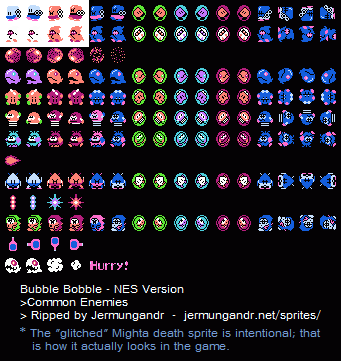 Hurry!
Bubble Bobble - NES Version
>Common Enemies
> Ripped by Jermungandr - jermungandr.net/sprites/
* The "glitched" Mighta death sprite is intentional; that
is how it actually looks in the game.